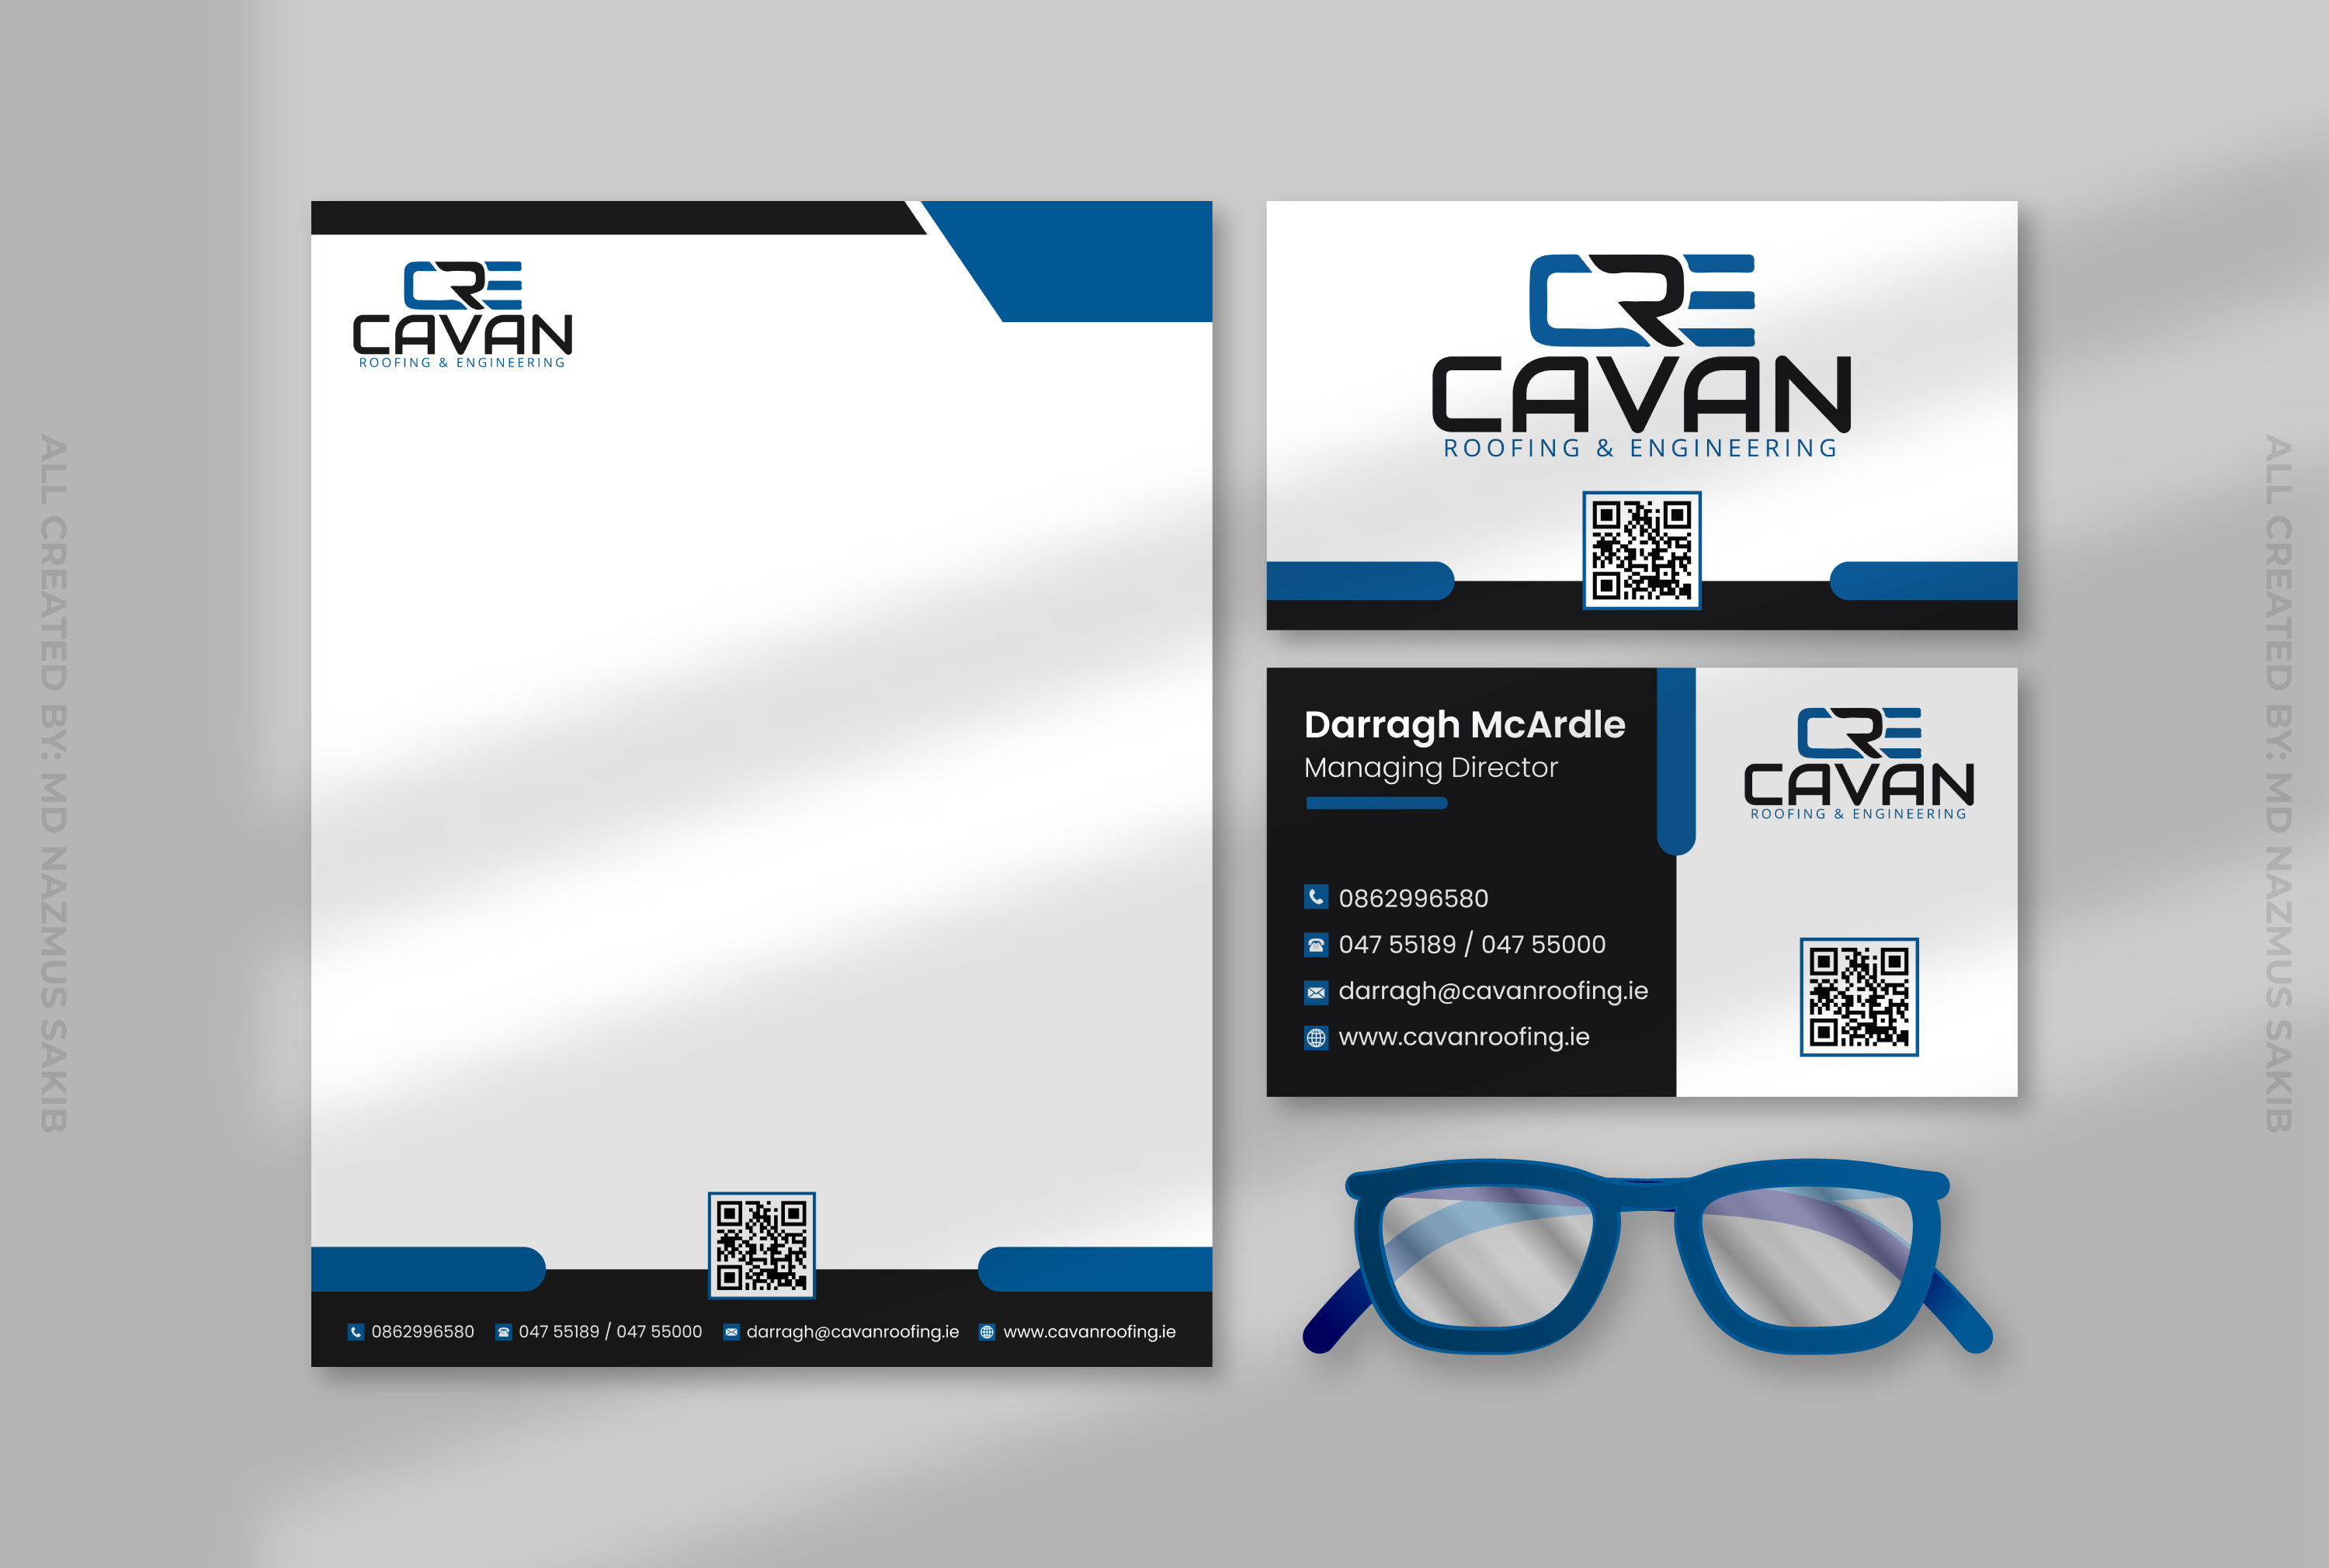 ALL CREATED BY: MD NAZMUS SAKIB
CRE
CAVAN
ROOFING & ENGINEERING
0862996580
047 55189 / 047 55000
darragh@cavanroofing.ie
www.cavanroofing.ie
CRE
CAVAN
ROOFING & ENGINEERING
Darragh McArdle
Managing Director
0862996580
047 55189 / 047 55000
darragh@cavanroofing.ie
www.cavanroofing.ie
CRE
CAVAN
ROOFING & ENGINEERING
ALL CREATED BY: MD NAZMUS SAKIB